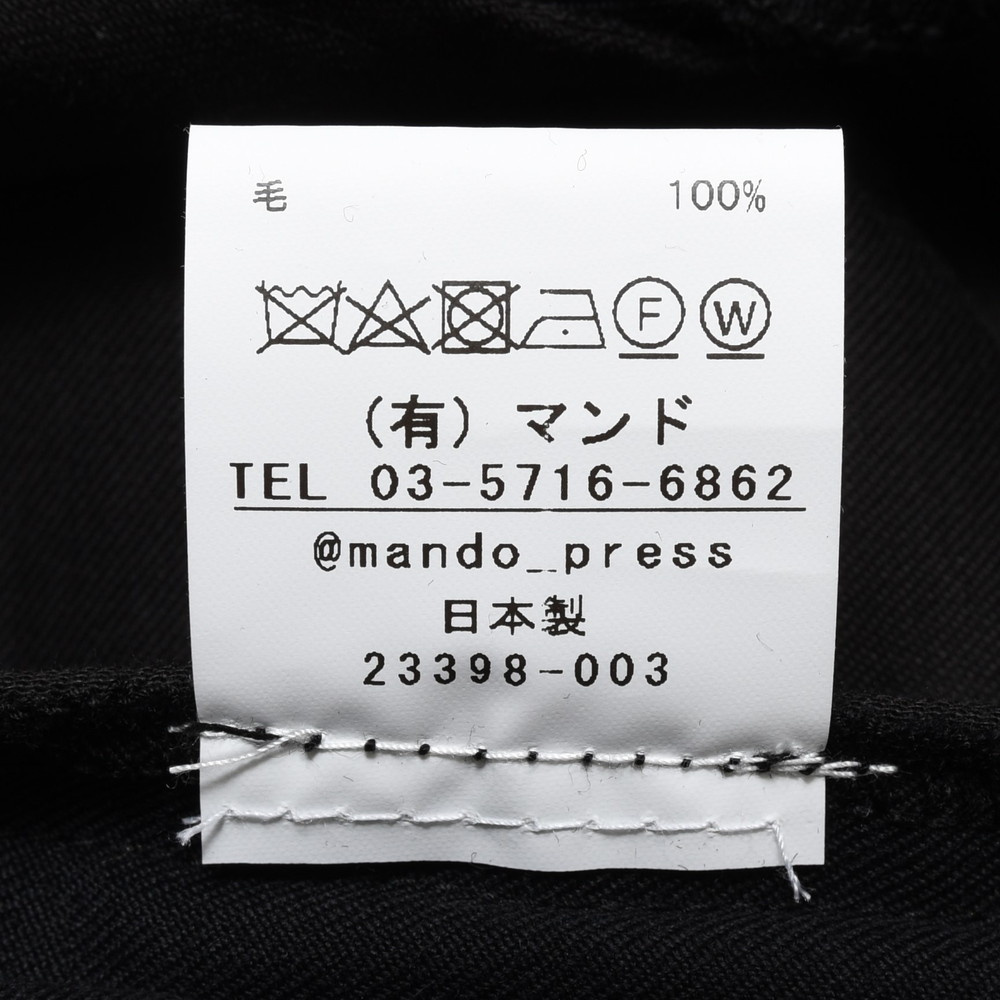 毛 100%
F W
(有)マンド
TEL 03-5716-6862
@mando_press
日本製
23398-003